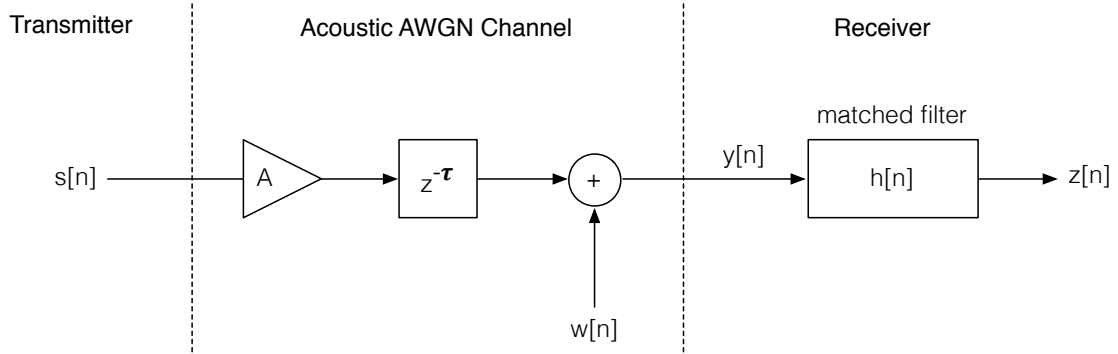 Transmitter
Acoustic AWGN Channel
Receiver
matched filter
s[n]
A
z-τ
+
y[n]
h[n]
z[n]
w[n]